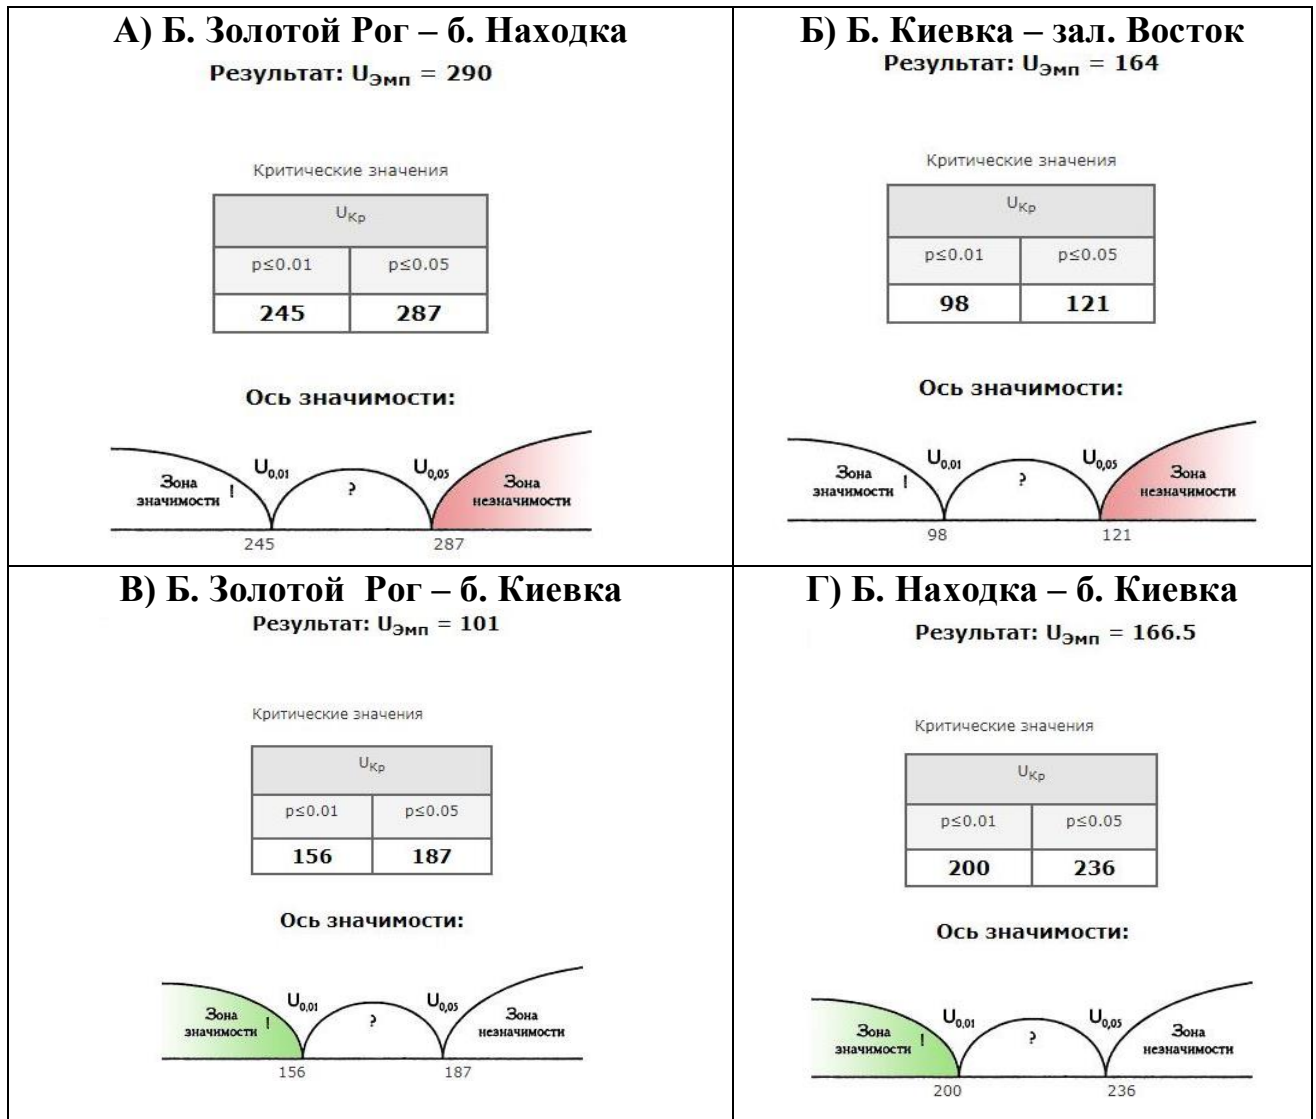 А) Б. Золотой Рог – б. Находка
Результат: UЭмп = 290
Критические значения
UКр
p≤0.01 p≤0.05
245 287
Ось значимости:
U0,01 U0,05
Зона значимости ! ? Зона незначимости
245 287
Б) Б. Киевка – зал. Восток
Результат: UЭмп = 164
Критические значения
UКр
p≤0.01 p≤0.05
98 121
Ось значимости:
U0,01 U0,05
Зона значимости ! ? Зона незначимости
98 121
В) Б. Золотой Рог – б. Киевка
Результат: UЭмп = 101
Критические значения
UКр
p≤0.01 p≤0.05
156 187
Ось значимости:
U0,01 U0,05
Зона значимости ! ? Зона незначимости
156 187
Г) Б. Находка – б. Киевка
Результат: UЭмп = 166.5
Критические значения
UКр
p≤0.01 p≤0.05
200 236
Ось значимости:
U0,01 U0,05
Зона значимости ! ? Зона незначимости
200 236